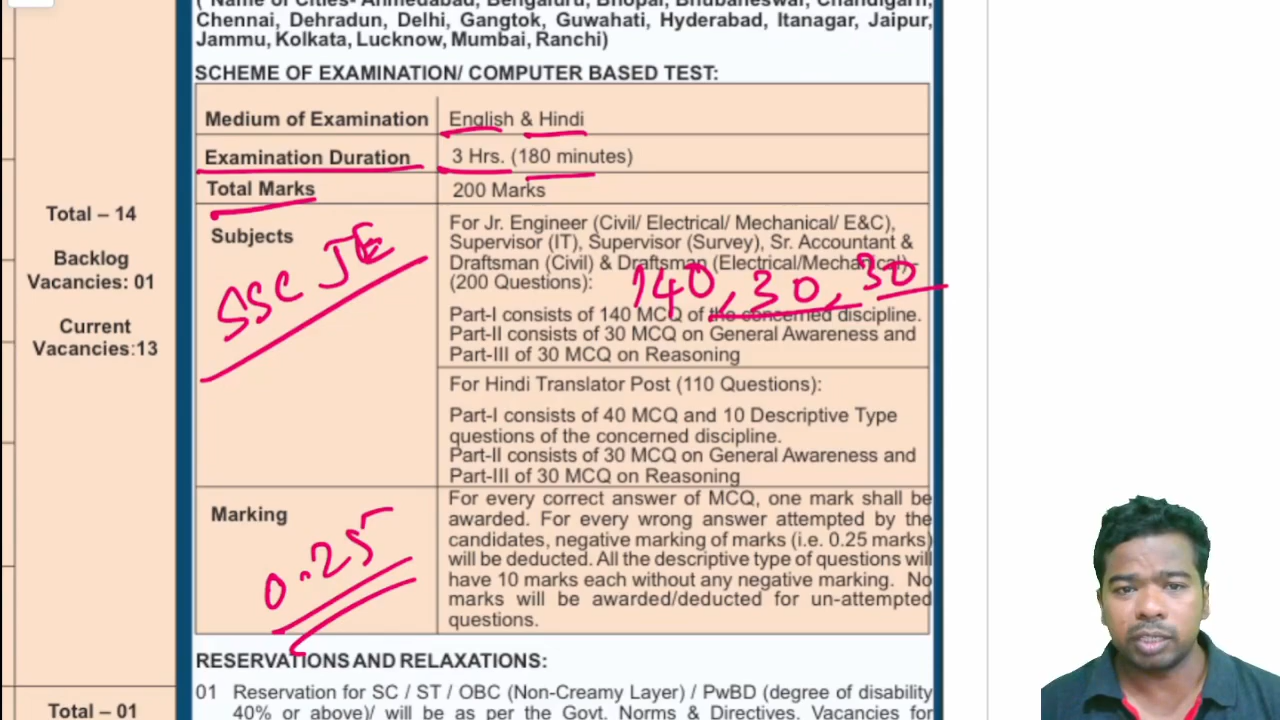 ( Name of Cities- Ahmedabad, Bengaluru, Bhopal, Bhubaneswar, Chandigarh,
Chennai, Dehradun, Delhi, Gangtok, Guwahati, Hyderabad, Itanagar, Jaipur,
Jammu, Kolkata, Lucknow, Mumbai, Ranchi)
SCHEME OF EXAMINATION/ COMPUTER BASED TEST:
Medium of Examination English & Hindi
Examination Duration 3 Hrs. (180 minutes)
Total Marks 200 Marks
Total – 14
Backlog
Vacancies: 01
Current
Vacancies:13
Subjects
SSC JE
For Jr. Engineer (Civil/ Electrical/ Mechanical/ E&C),
Supervisor (IT), Supervisor (Survey), Sr. Accountant &
Draftsman (Civil) & Draftsman (Electrical/Mechanical)-
(200 Questions):
140, 30, 30
Part-I consists of 140 MCQ of the concerned discipline.
Part-II consists of 30 MCQ on General Awareness and
Part-III of 30 MCQ on Reasoning
For Hindi Translator Post (110 Questions):
Part-I consists of 40 MCQ and 10 Descriptive Type
questions of the concerned discipline.
Part-II consists of 30 MCQ on General Awareness and
Part-III of 30 MCQ on Reasoning
Marking
0.25
For every correct answer of MCQ, one mark shall be
awarded. For every wrong answer attempted by the
candidates, negative marking of marks (i.e. 0.25 marks)
will be deducted. All the descriptive type of questions will
have 10 marks each without any negative marking. No
marks will be awarded/deducted for un-attempted
questions.
RESERVATIONS AND RELAXATIONS:
01 Reservation for SC / ST / OBC (Non-Creamy Layer) / PwBD (degree of disability
40% or above)/ will be as per the Govt. Norms & Directives. Vacancies for
Total – 01